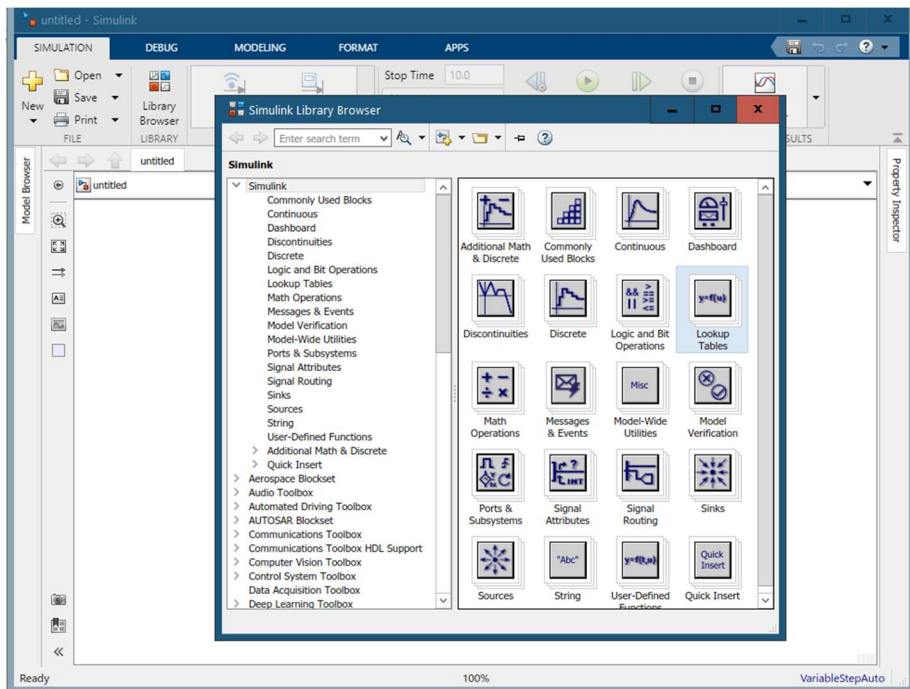 untitled - Simulink
SIMULATION DEBUG MODELING FORMAT APPS
New
Open
Save
Print
FILE
Library
Browser
LIBRARY
Stop Time 10.0
Model Browser
untitled
untitled
Property Inspector
Simulink Library Browser
Enter search term
Simulink
Simulink
Commonly Used Blocks
Continuous
Dashboard
Discontinuities
Discrete
Logic and Bit Operations
Lookup Tables
Math Operations
Messages & Events
Model Verification
Model-Wide Utilities
Ports & Subsystems
Signal Attributes
Signal Routing
Sinks
Sources
String
User-Defined Functions
Additional Math & Discrete
Quick Insert
Aerospace Blockset
Audio Toolbox
Automated Driving Toolbox
AUTOSAR Blockset
Communications Toolbox
Communications Toolbox HDL Support
Computer Vision Toolbox
Control System Toolbox
Data Acquisition Toolbox
Deep Learning Toolbox
Additional Math
& Discrete
Commonly
Used Blocks
Continuous
Dashboard
Discontinuities
Discrete
&& >=
|| >=
<=
Logic and Bit
Operations
y=f(u)
Lookup
Tables
+ -
÷ ×
Math
Operations
Messages
& Events
Misc
Model-Wide
Utilities
Model
Verification
Ports &
Subsystems
?
INT
Signal
Attributes
Signal
Routing
Sinks
Sources
"Abc"
String
y=f(t,u)
User-Defined
Functions
Quick
Insert
Quick Insert
Ready 100% VariableStepAuto